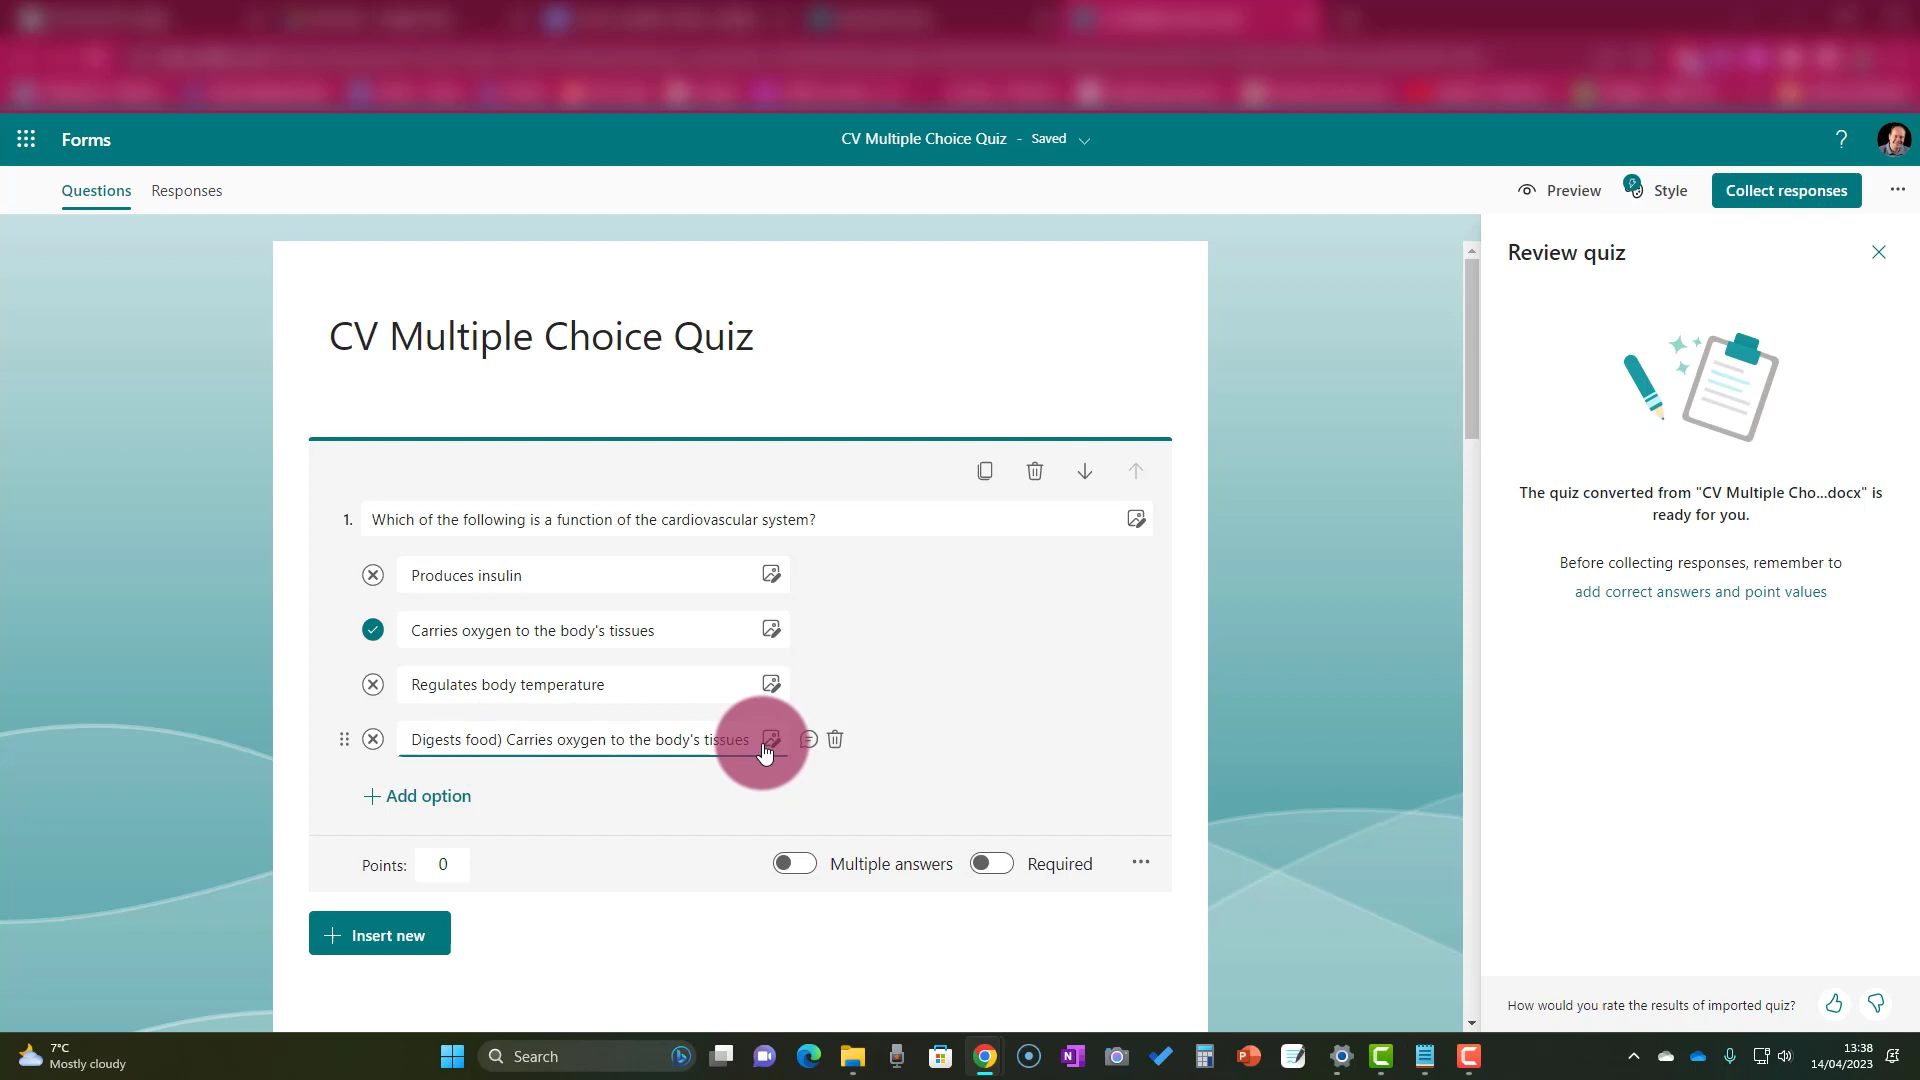 Forms
CV Multiple Choice Quiz - Saved
?
Questions
Responses
Preview
Style
Collect responses
Review quiz
CV Multiple Choice Quiz
1. Which of the following is a function of the cardiovascular system?
Produces insulin
Carries oxygen to the body's tissues
Regulates body temperature
Digests food) Carries oxygen to the body's tissues
Add option
Points: 0
Multiple answers
Required
Insert new
The quiz converted from "CV Multiple Cho...docx" is
ready for you.
Before collecting responses, remember to
add correct answers and point values
How would you rate the results of imported quiz?
7°C
Mostly cloudy
Search
13:38
14/04/2023